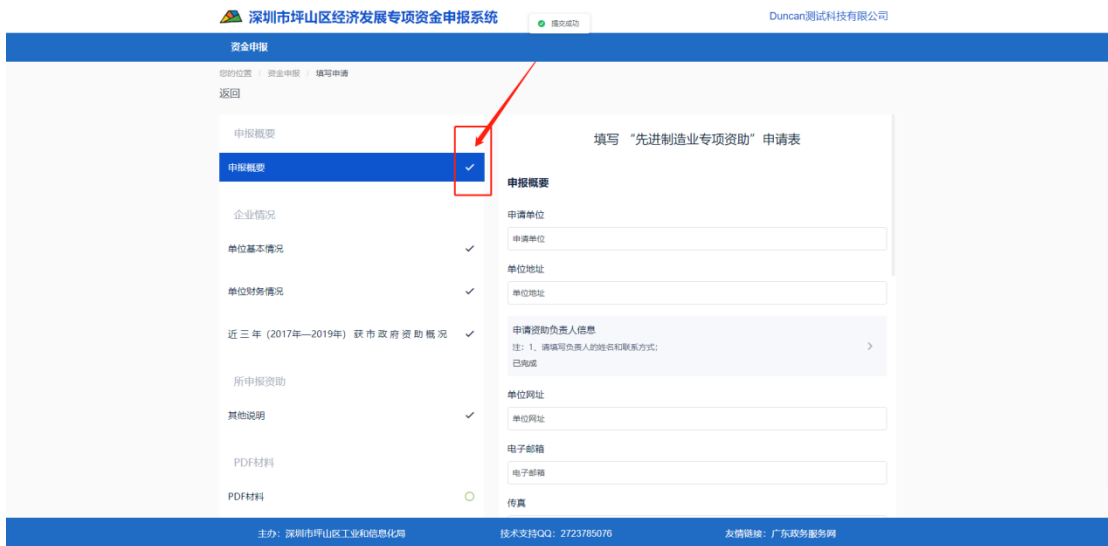 深圳市坪山区经济发展专项资金申报系统
提交成功
Duncan测试科技有限公司
资金申报
您的位置 / 资金申报 / 填写申请
返回
申报概要
申报概要
企业情况
单位基本情况
单位财务情况
近三年（2017年—2019年）获市政府资助概况
所申报资助
其他说明
PDF材料
PDF材料
填写 “先进制造业专项资助” 申请表
申报概要
申请单位
申请单位
单位地址
单位地址
申请资助负责人信息
注：1、请填写负责人的姓名和联系方式；
已完成
单位网址
单位网址
电子邮箱
电子邮箱
传真
主办：深圳市坪山区工业和信息化局
技术支持QQ：2723785076
友情链接：广东政务服务网